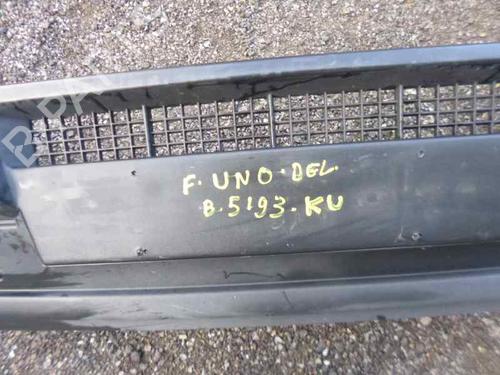 F. UNO. DEL.
B. 5193. KU